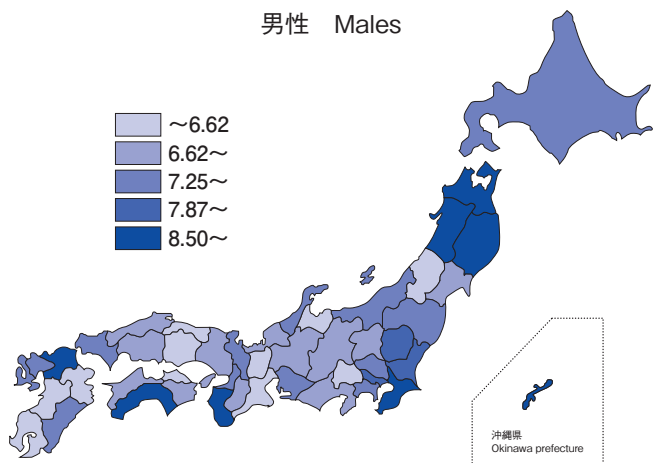 男性 Males
～6.62
6.62～
7.25～
7.87～
8.50～
沖縄県
Okinawa prefecture